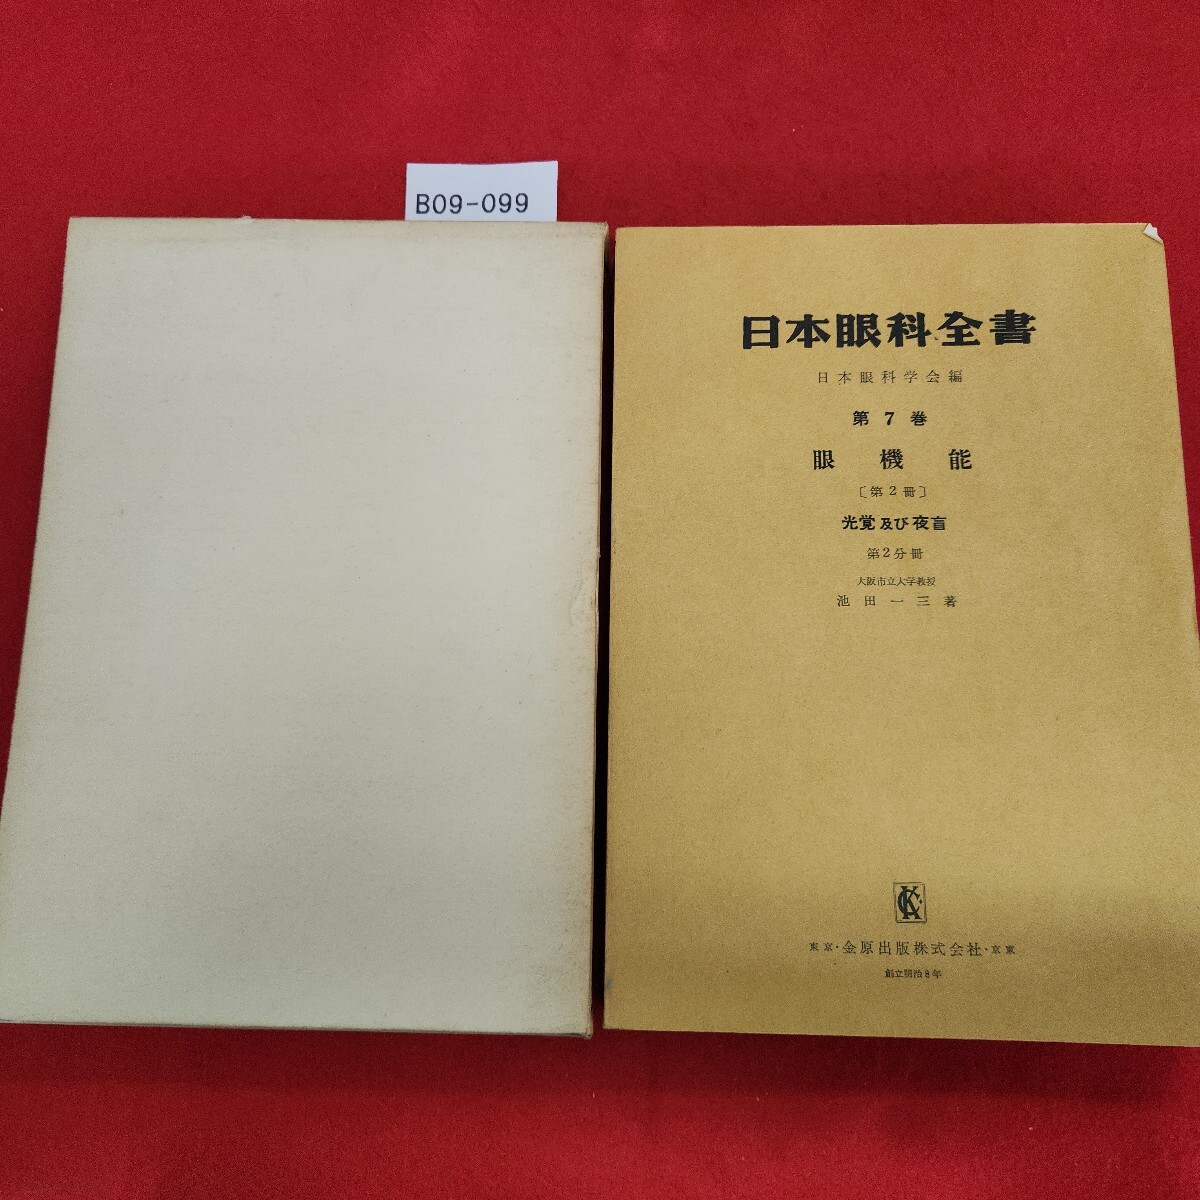 B09-099
日本眼科全書
日本眼科学会編
第7巻
眼機能
〔第2冊〕
光覚及び夜盲
第2分冊
大阪市立大学教授
池田一三著
東京・金原出版株式会社・京東
創立明治8年